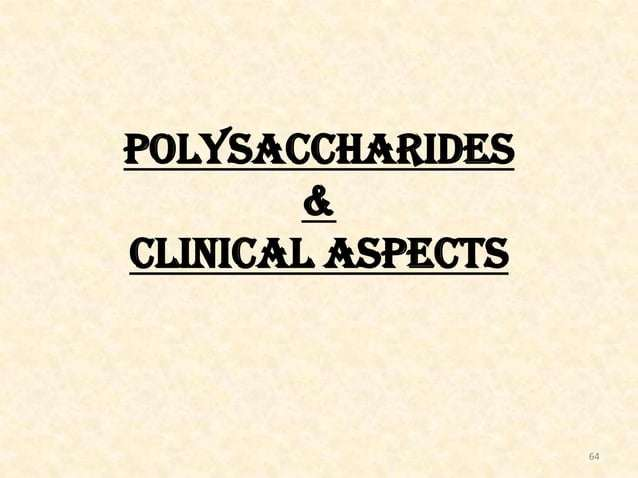 POLYSACCHARIDES
&
CLINICAL ASPECTS
64